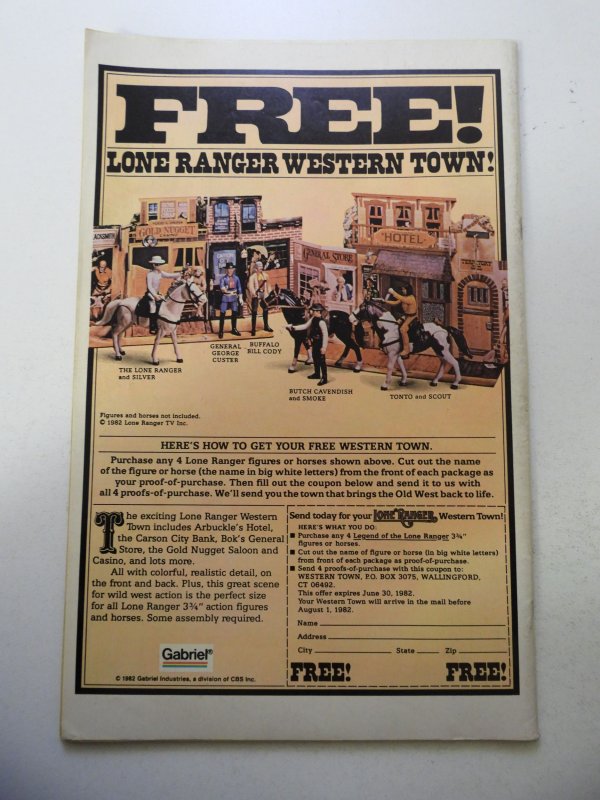 FREE!
LONE RANGER WESTERN TOWN!
GOLD NUGGET
GENERAL STORE
HOTEL
THE LONE RANGER
and SILVER
GENERAL
GEORGE
CUSTER
BUFFALO
BILL CODY
BUTCH CAVENDISH
and SMOKE
TONTO and SCOUT
Figures and horses not included.
© 1982 Lone Ranger TV Inc.
HERE'S HOW TO GET YOUR FREE WESTERN TOWN.
Purchase any 4 Lone Ranger figures or horses shown above. Cut out the name
of the figure or horse (the name in big white letters) from the front of each package as
your proof-of-purchase. Then fill out the coupon below and send it to us with
all 4 proofs-of-purchase. We'll send you the town that brings the Old West back to life.
The exciting Lone Ranger Western
Town includes Arbuckle's Hotel,
the Carson City Bank, Bok's General
Store, the Gold Nugget Saloon and
Casino, and lots more.
All with colorful, realistic detail, on
the front and back. Plus, this great scene
for wild west action is the perfect size
for all Lone Ranger 3¾" action figures
and horses. Some assembly required.
Gabriel®
© 1982 Gabriel Industries, a division of CBS Inc.
Send today for your LONE RANGER Western Town!
HERE'S WHAT YOU DO:
■ Purchase any 4 Legend of the Lone Ranger 3¾"
figures or horses.
■ Cut out the name of figure or horse (in big white letters)
from front of each package as proof-of-purchase.
■ Send 4 proofs-of-purchase with this coupon to:
WESTERN TOWN, P.O. BOX 3075, WALLINGFORD,
CT 06492.
This offer expires June 30, 1982.
Your Western Town will arrive in the mail before
August 1, 1982.
Name
Address
City State Zip
FREE! FREE!